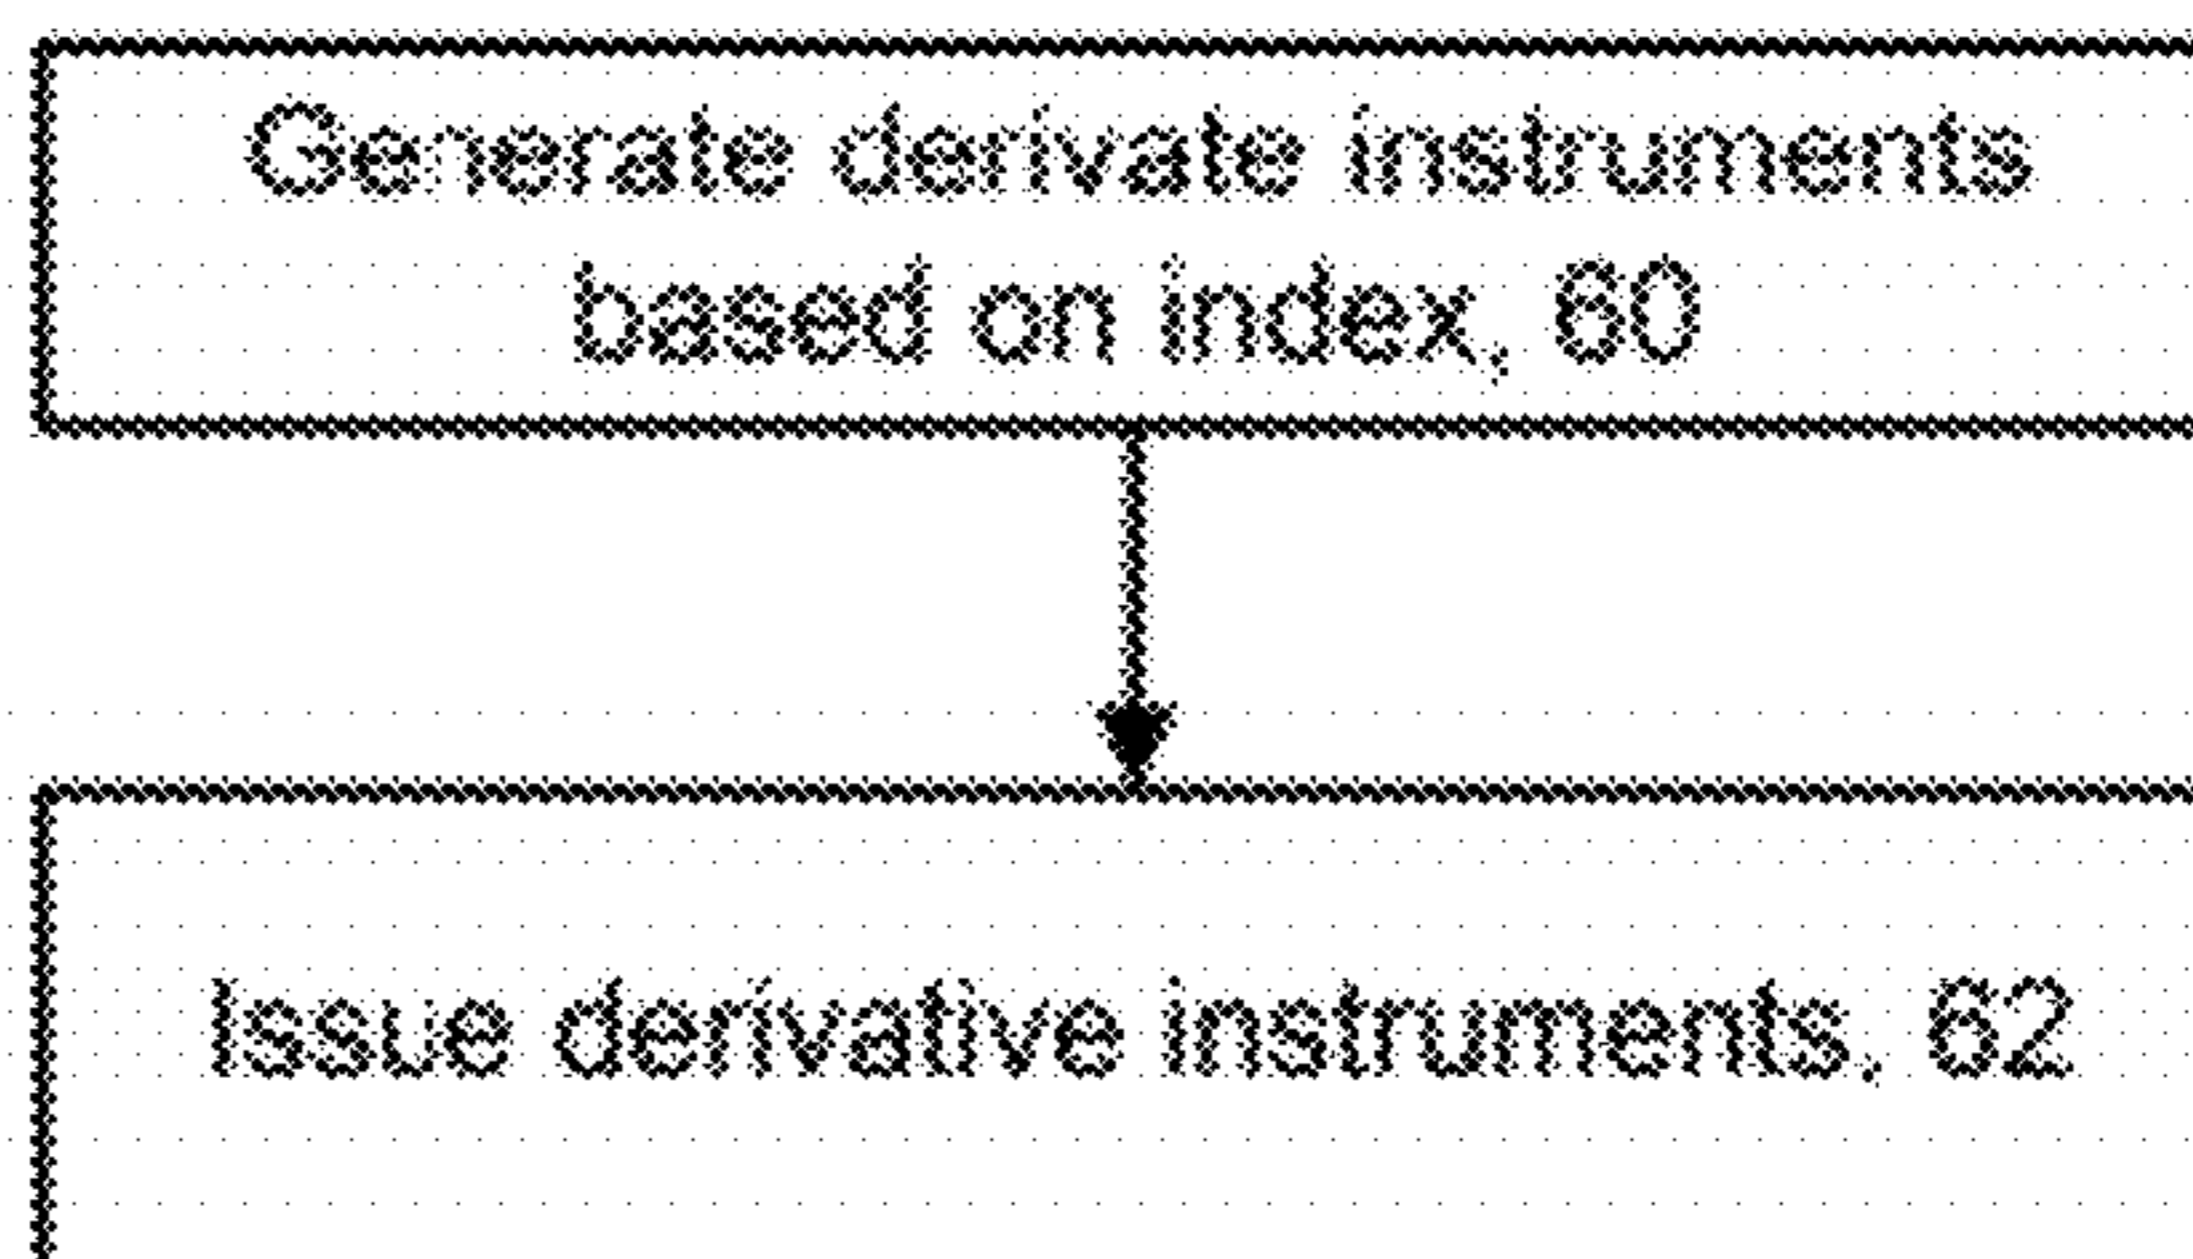 Generate derivate instruments
based on index, 60
Issue derivative instruments, 62